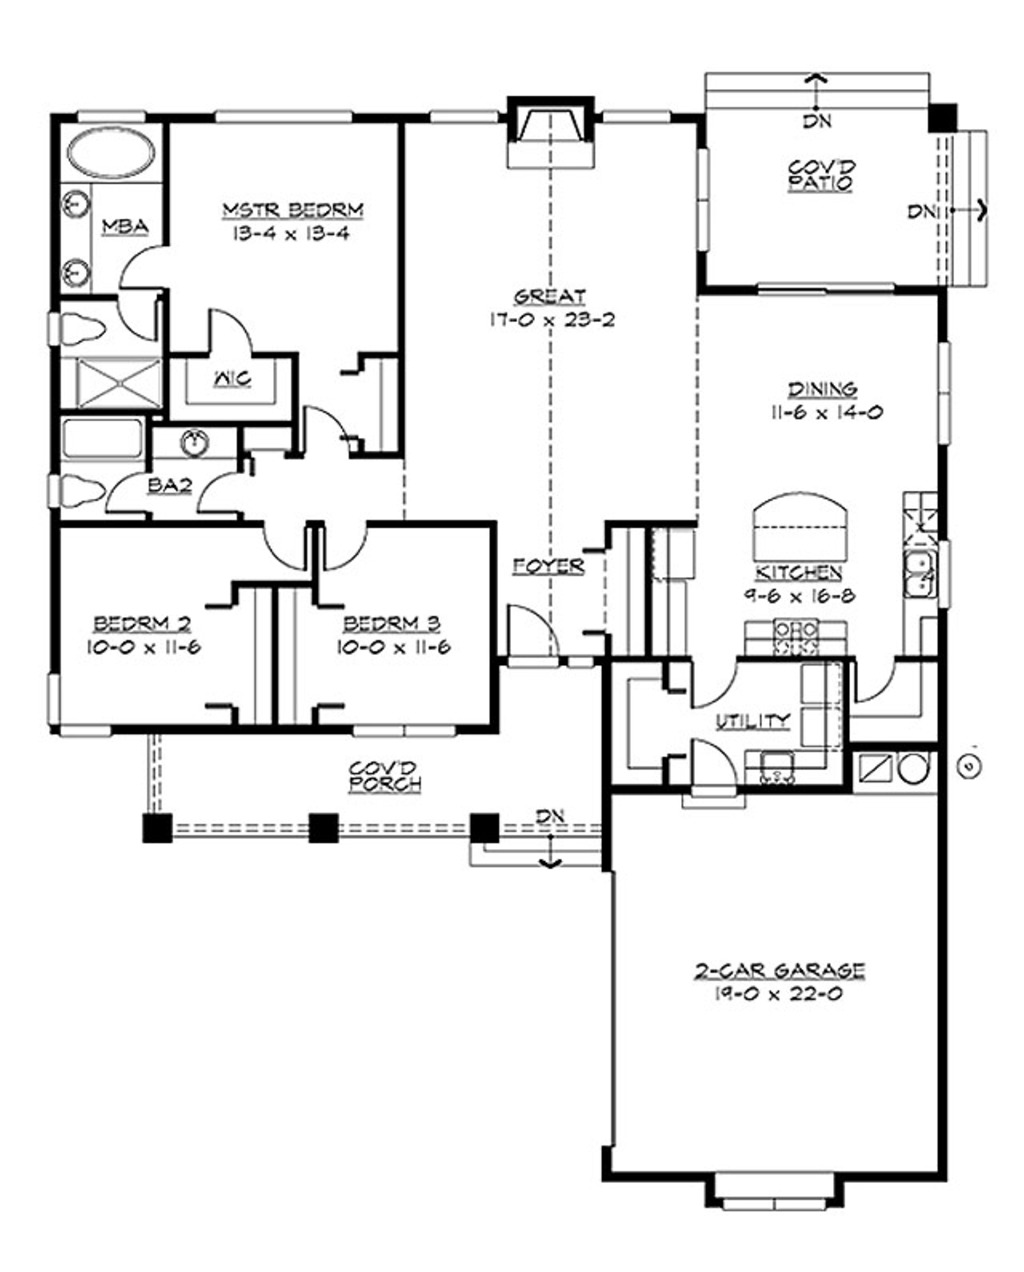 DN
COV'D
PATIO
DN
MBA
MSTR BEDRM
13-4 x 13-4
GREAT
17-0 x 23-2
WIC
DINING
11-6 x 14-0
BA2
FOYER
KITCHEN
9-6 x 16-8
BEDRM 2
10-0 x 11-6
BEDRM 3
10-0 x 11-6
UTILITY
COV'D
PORCH
DN
2-CAR GARAGE
19-0 x 22-0